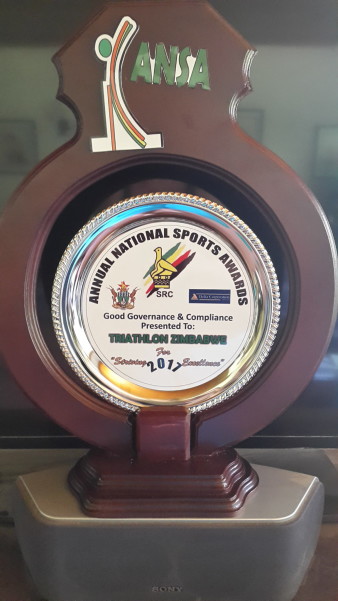 ANSA
ANNUAL NATIONAL SPORTS AWARDS
SRC
Good Governance & Compliance
Presented To:
TRIATHLON ZIMBABWE
For
"Striving 2017 Excellence"
SONY